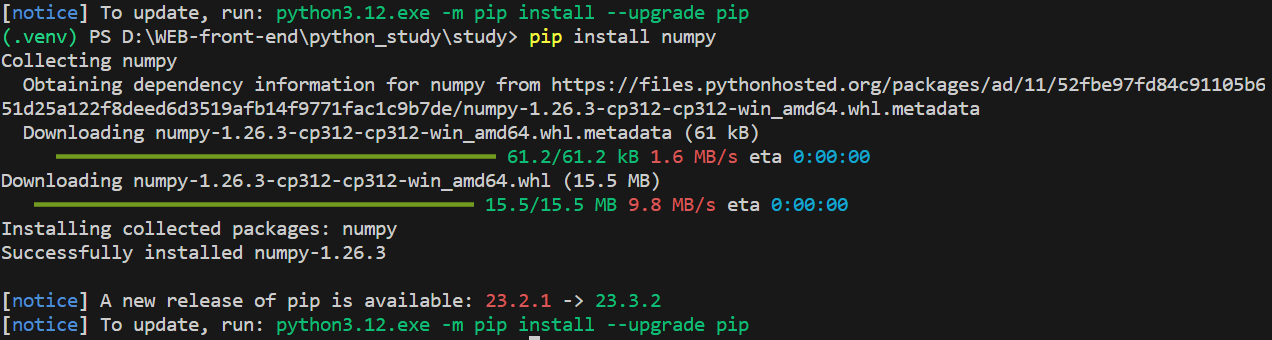 [notice] To update, run: python3.12.exe -m pip install --upgrade pip
(.venv) PS D:\WEB-front-end\python_study\study> pip install numpy
Collecting numpy
  Obtaining dependency information for numpy from https://files.pythonhosted.org/packages/ad/11/52fbe97fd84c91105b6
51d25a122f8deed6d3519afb14f9771fac1c9b7de/numpy-1.26.3-cp312-cp312-win_amd64.whl.metadata
  Downloading numpy-1.26.3-cp312-cp312-win_amd64.whl.metadata (61 kB)
61.2/61.2 kB 1.6 MB/s eta 0:00:00
Downloading numpy-1.26.3-cp312-cp312-win_amd64.whl (15.5 MB)
15.5/15.5 MB 9.8 MB/s eta 0:00:00
Installing collected packages: numpy
Successfully installed numpy-1.26.3
[notice] A new release of pip is available: 23.2.1 -> 23.3.2
[notice] To update, run: python3.12.exe -m pip install --upgrade pip